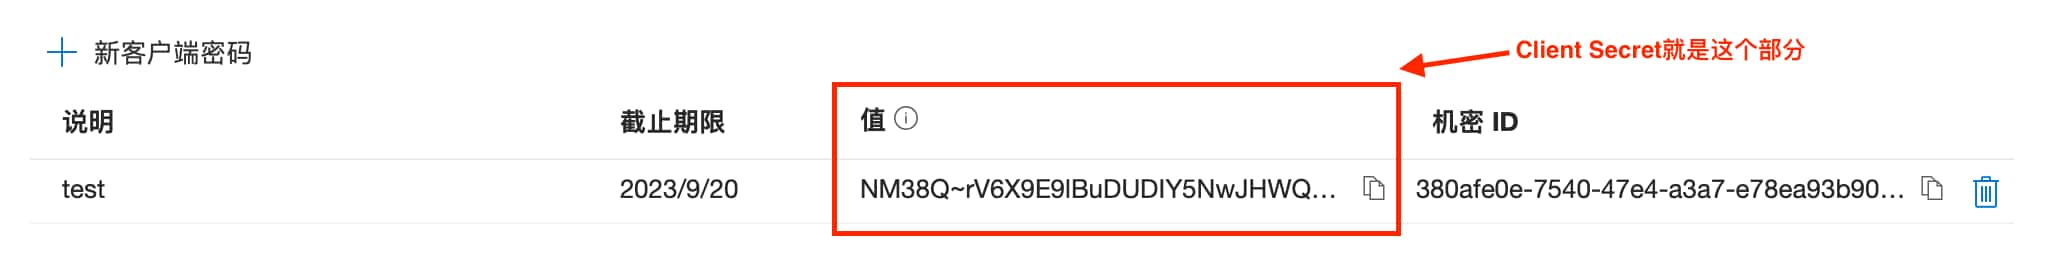 新客户端密码
Client Secret就是这个部分
说明 截止期限 值 机密 ID
test 2023/9/20 NM38Q~rV6X9E9IBuDUDIY5NwJHWQ... 380afe0e-7540-47e4-a3a7-e78ea93b90...